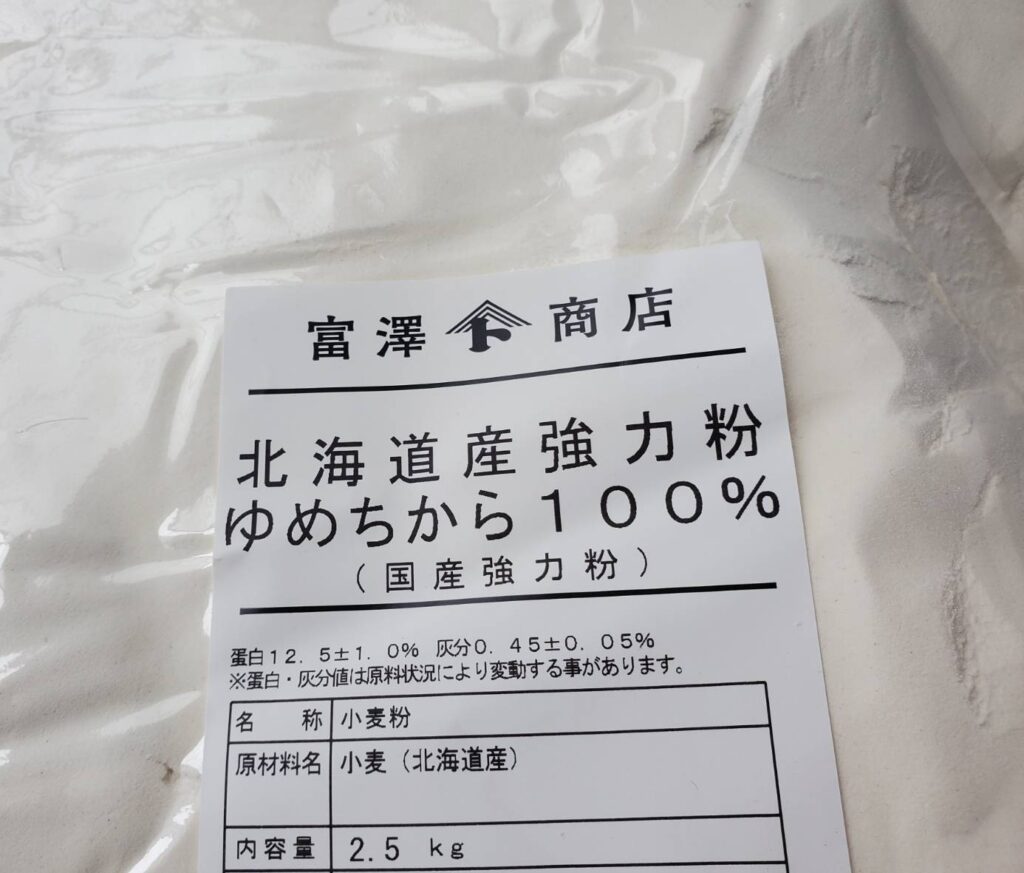 富澤 ト 商店
北海道産強力粉
ゆめちから１００％
（国産強力粉）
蛋白１２．５±１．０％ 灰分０．４５±０．０５％
※蛋白・灰分値は原料状況により変動する事があります。
名 称 小麦粉
原材料名 小麦（北海道産）
内容量 2.5 kg